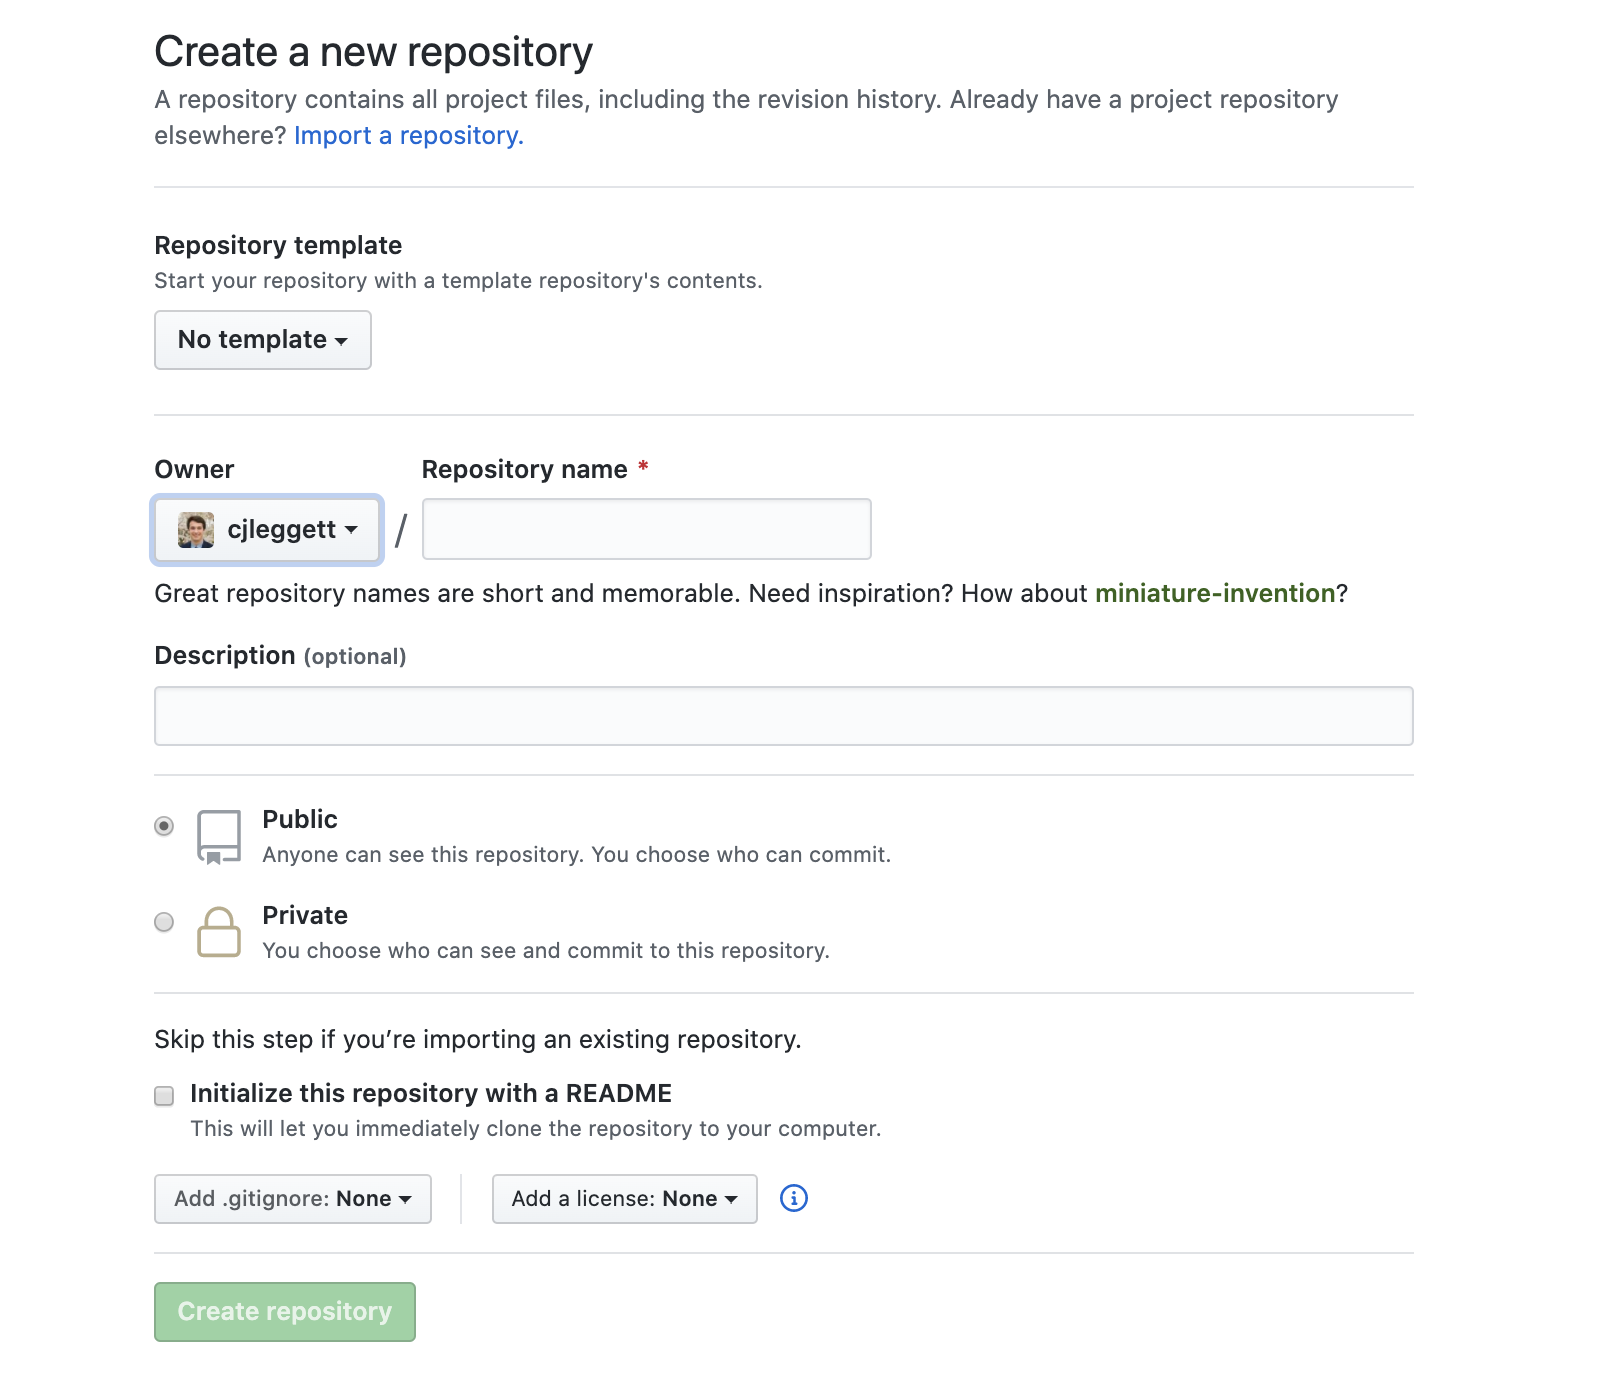 Create a new repository
A repository contains all project files, including the revision history. Already have a project repository
elsewhere? Import a repository.
Repository template
Start your repository with a template repository's contents.
No template
Owner
Repository name *
cjleggett
/
Great repository names are short and memorable. Need inspiration? How about miniature-invention?
Description (optional)
Public
Anyone can see this repository. You choose who can commit.
Private
You choose who can see and commit to this repository.
Skip this step if you’re importing an existing repository.
Initialize this repository with a README
This will let you immediately clone the repository to your computer.
Add .gitignore: None
Add a license: None
Create repository